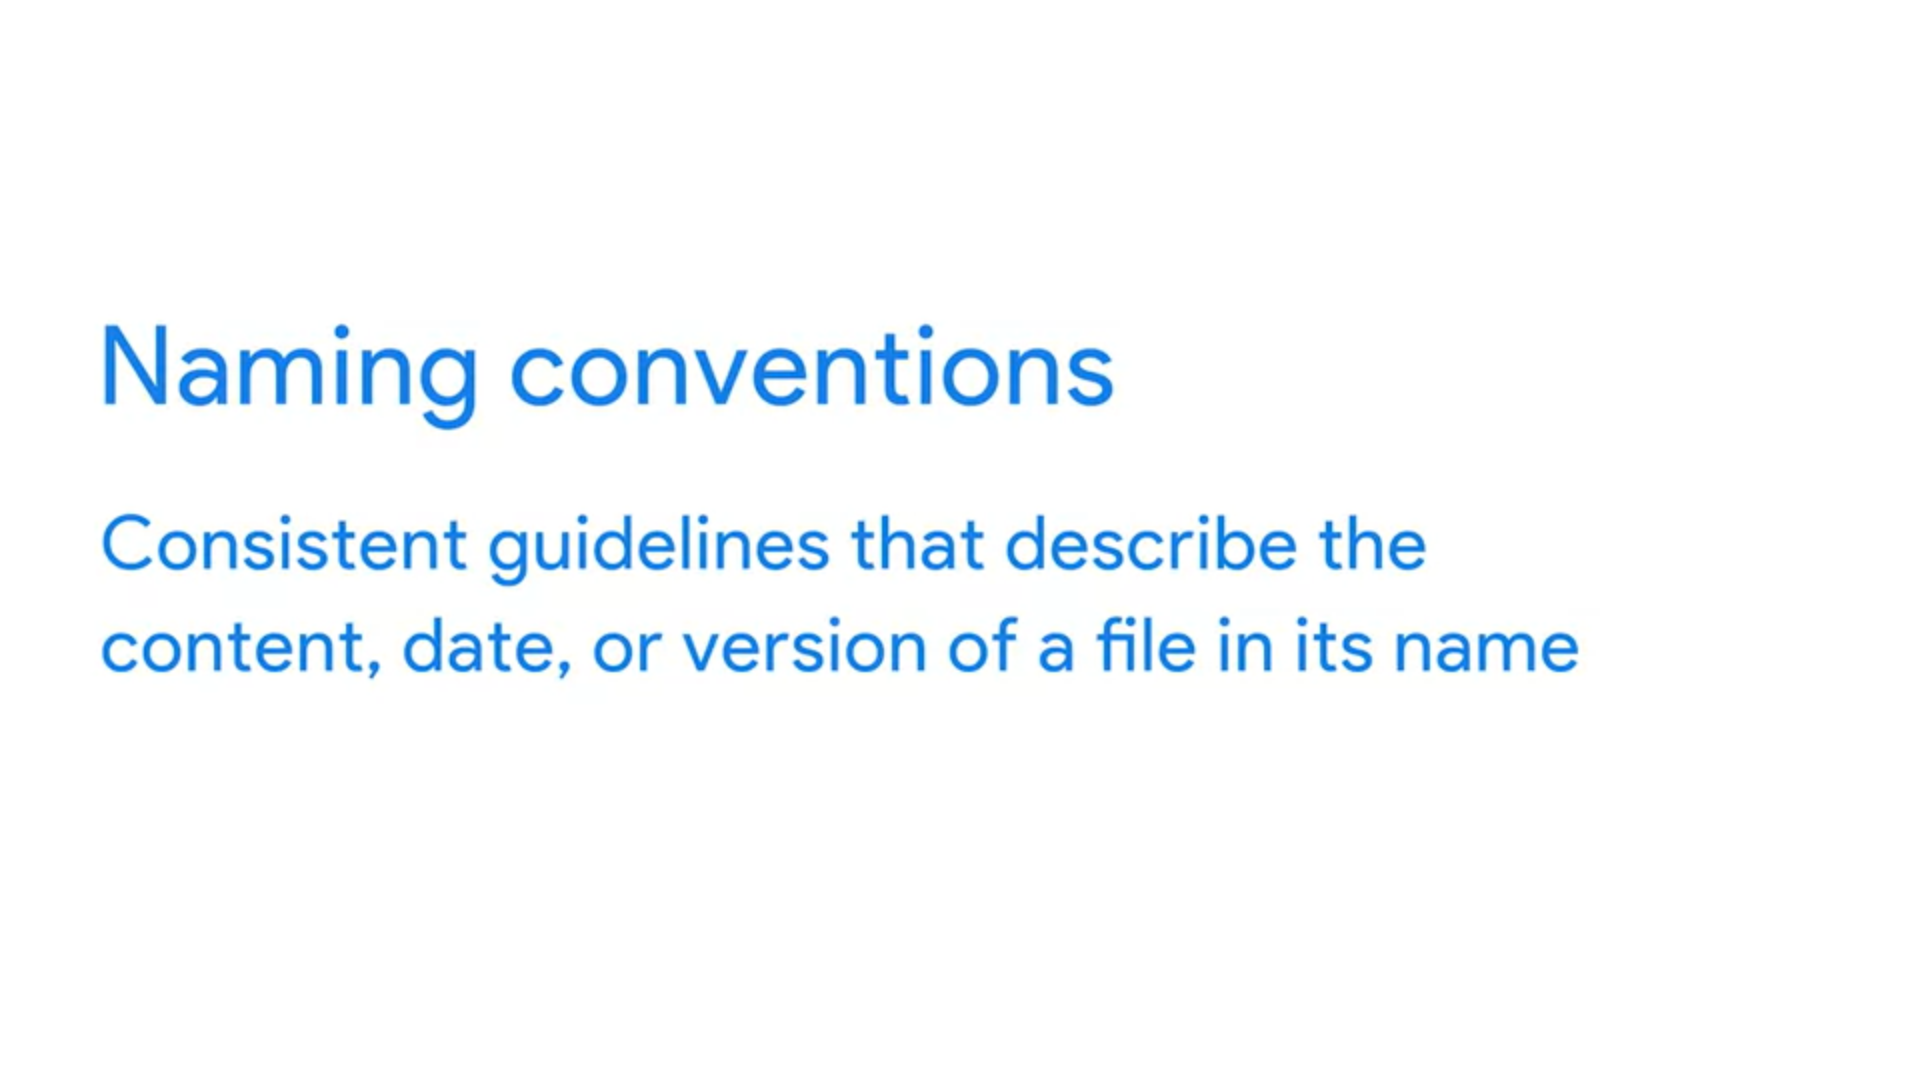 Naming conventions
Consistent guidelines that describe the
content, date, or version of a file in its name